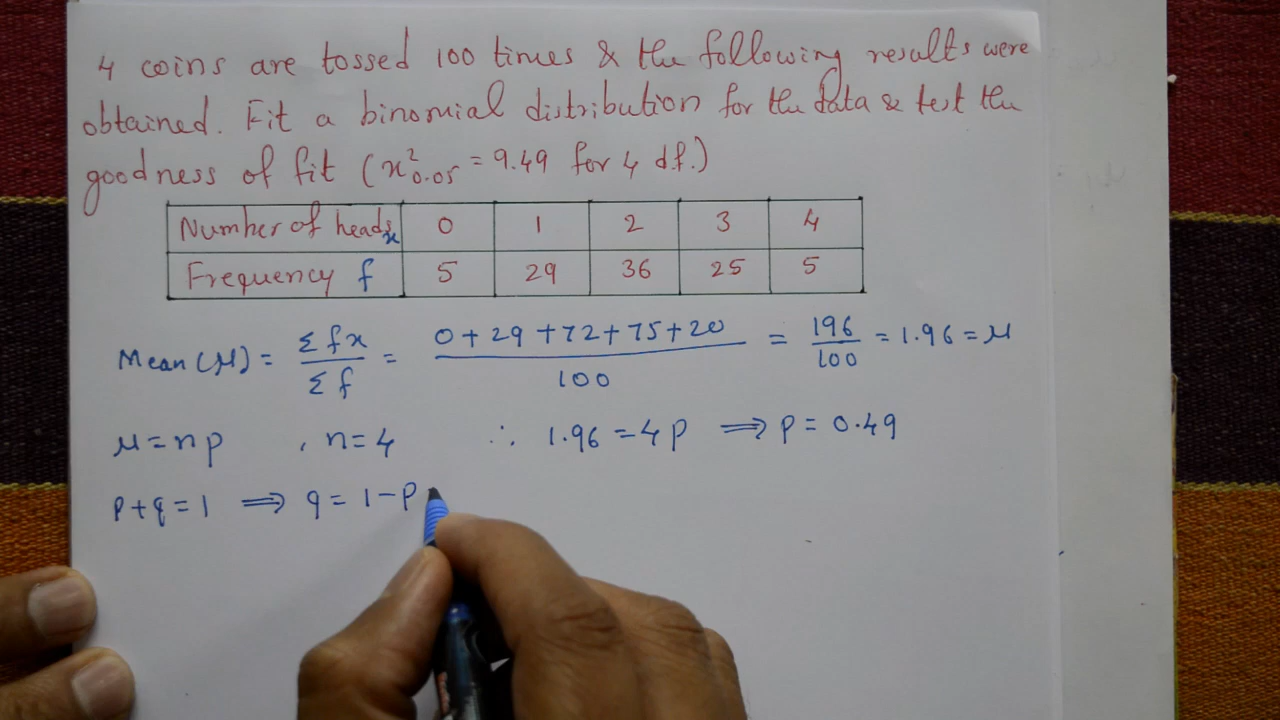 4 coins are tossed 100 times & the following results were
obtained. Fit a binomial distribution for the data & test the
goodness of fit (x²0.05 = 9.49 for 4 df.)
Number of heads x 0 1 2 3 4
Frequency f 5 29 36 25 5
Mean (μ) = Σfx / Σf = 0+29+72+75+20 / 100 = 196 / 100 = 1.96 = μ
μ = np , n = 4 ∴ 1.96 = 4p ⟹ p = 0.49
p+q = 1 ⟹ q = 1-p